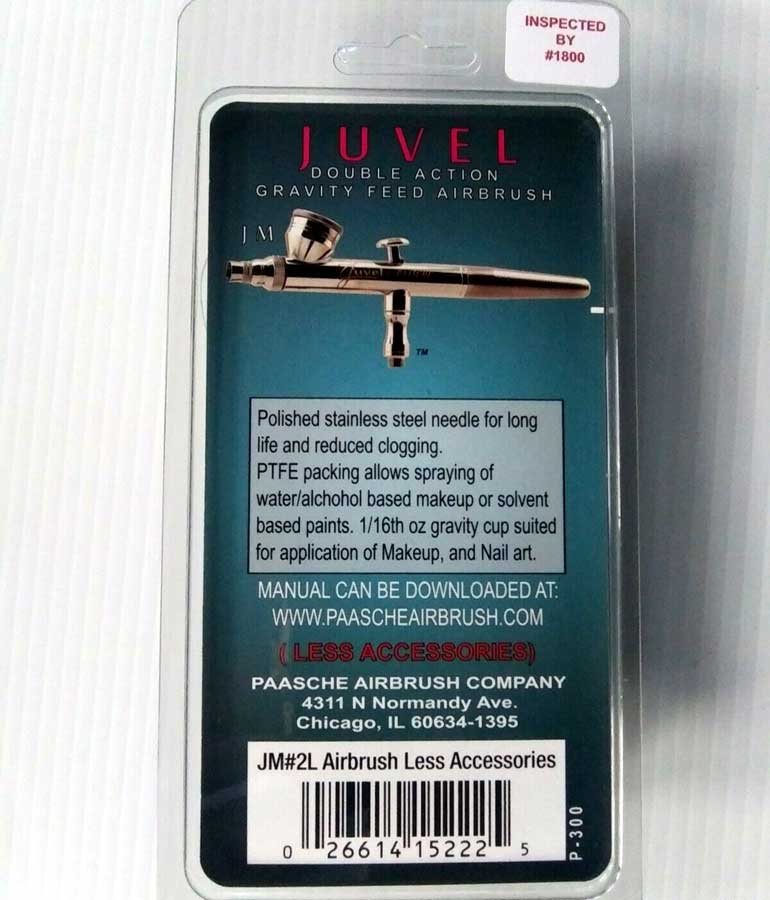 INSPECTED
BY
#1800
JUVEL
DOUBLE ACTION
GRAVITY FEED AIRBRUSH
JM
Juvel
TM
Polished stainless steel needle for long
life and reduced clogging.
PTFE packing allows spraying of
water/alchohol based makeup or solvent
based paints. 1/16th oz gravity cup suited
for application of Makeup, and Nail art.
MANUAL CAN BE DOWNLOADED AT:
WWW.PAASCHEAIRBRUSH.COM
( LESS ACCESSORIES)
PAASCHE AIRBRUSH COMPANY
4311 N Normandy Ave.
Chicago, IL 60634-1395
JM#2L Airbrush Less Accessories
0 26614 15222 5
P-300